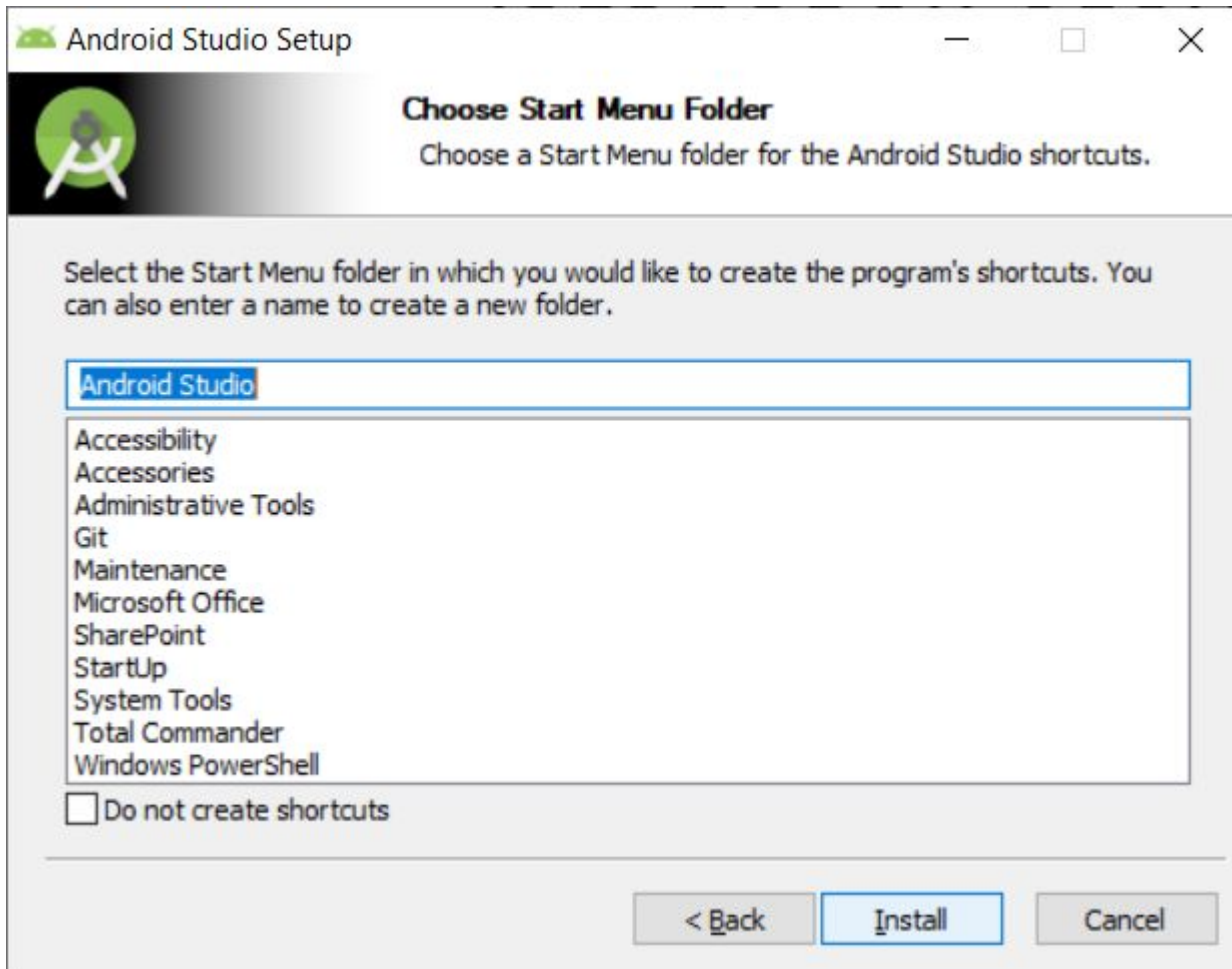 Android Studio Setup
Choose Start Menu Folder
Choose a Start Menu folder for the Android Studio shortcuts.
Select the Start Menu folder in which you would like to create the program's shortcuts. You
can also enter a name to create a new folder.
Android Studio
Accessibility
Accessories
Administrative Tools
Git
Maintenance
Microsoft Office
SharePoint
StartUp
System Tools
Total Commander
Windows PowerShell
Do not create shortcuts
< Back
Install
Cancel